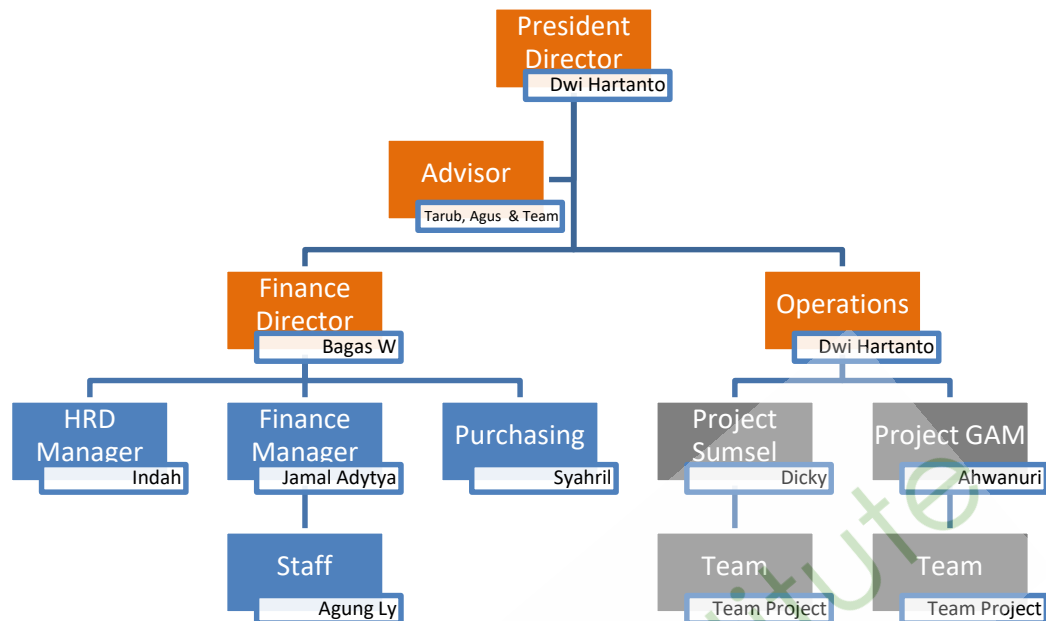 President
Director
Dwi Hartanto
Advisor
Tarub, Agus & Team
Finance
Director
Bagas W
Operations
Dwi Hartanto
HRD
Manager
Indah
Finance
Manager
Jamal Adytya
Purchasing
Syahril
Project
Sumsel
Dicky
Project GAM
Ahwanuri
Staff
Agung Ly
Team
Team Project
Team
Team Project